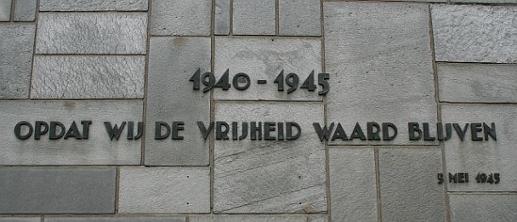 1940 - 1945
OPDAT WIJ DE VRIJHEID WAARD BLIJVEN
5 MEI 1945